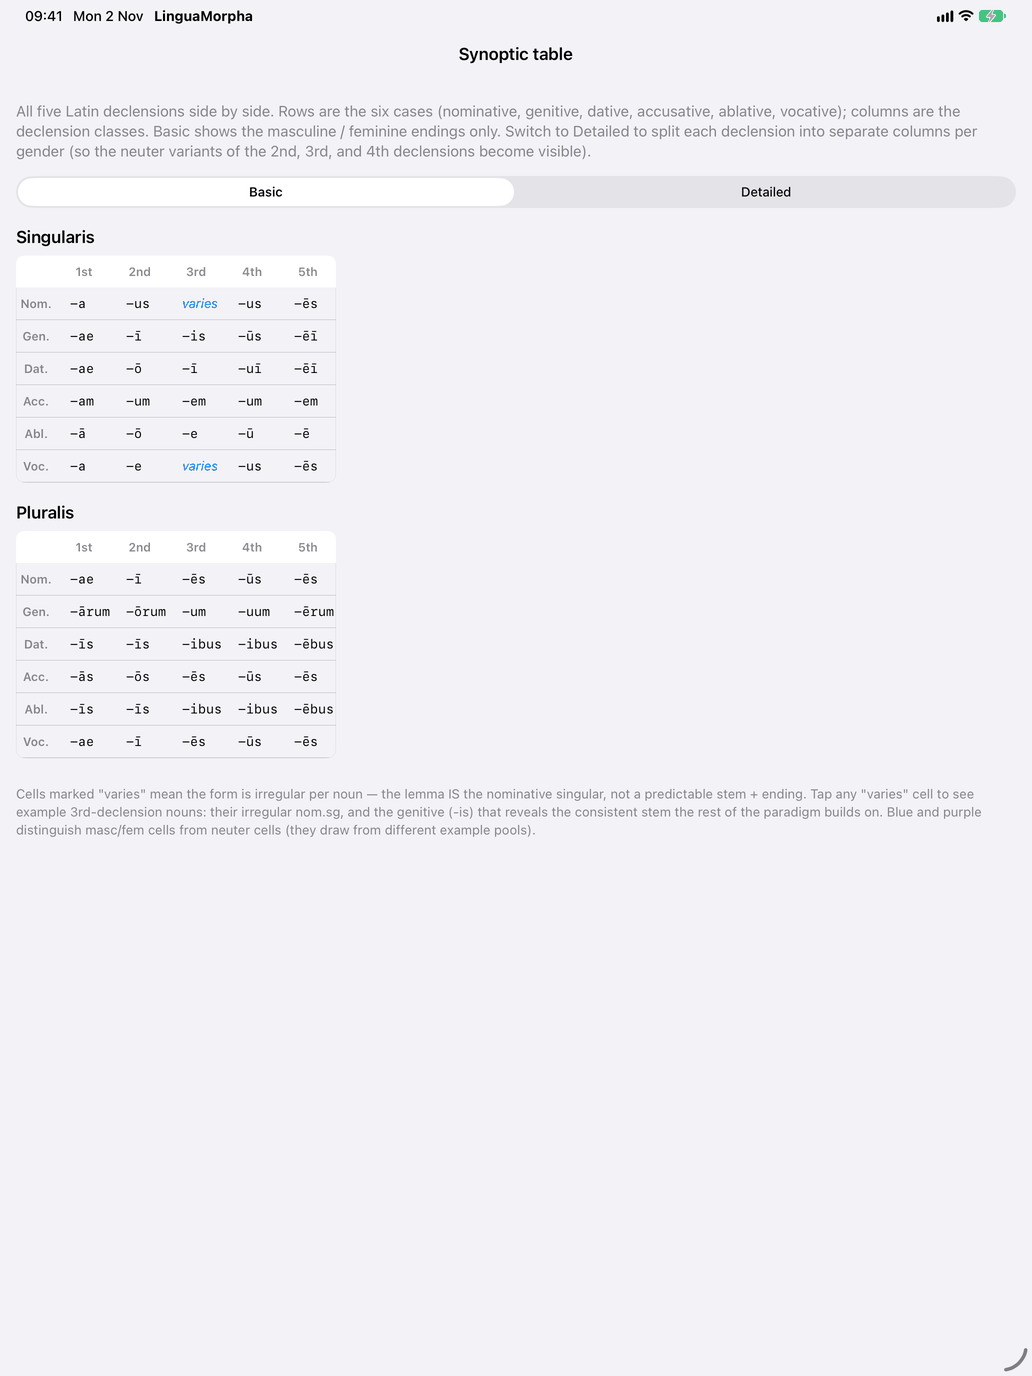 09:41 Mon 2 Nov LinguaMorpha
Synoptic table
All five Latin declensions side by side. Rows are the six cases (nominative, genitive, dative, accusative, ablative, vocative); columns are the
declension classes. Basic shows the masculine / feminine endings only. Switch to Detailed to split each declension into separate columns per
gender (so the neuter variants of the 2nd, 3rd, and 4th declensions become visible).
Basic Detailed
Singularis
1st 2nd 3rd 4th 5th
Nom. –a –us varies –us –ēs
Gen. –ae –ī –is –ūs –ēī
Dat. –ae –ō –ī –uī –ēī
Acc. –am –um –em –um –em
Abl. –ā –ō –e –ū –ē
Voc. –a –e varies –us –ēs
Pluralis
1st 2nd 3rd 4th 5th
Nom. –ae –ī –ēs –ūs –ēs
Gen. –ārum –ōrum –um –uum –ērum
Dat. –īs –īs –ibus –ibus –ēbus
Acc. –ās –ōs –ēs –ūs –ēs
Abl. –īs –īs –ibus –ibus –ēbus
Voc. –ae –ī –ēs –ūs –ēs
Cells marked "varies" mean the form is irregular per noun — the lemma IS the nominative singular, not a predictable stem + ending. Tap any "varies" cell to see
example 3rd-declension nouns: their irregular nom.sg, and the genitive (-is) that reveals the consistent stem the rest of the paradigm builds on. Blue and purple
distinguish masc/fem cells from neuter cells (they draw from different example pools).